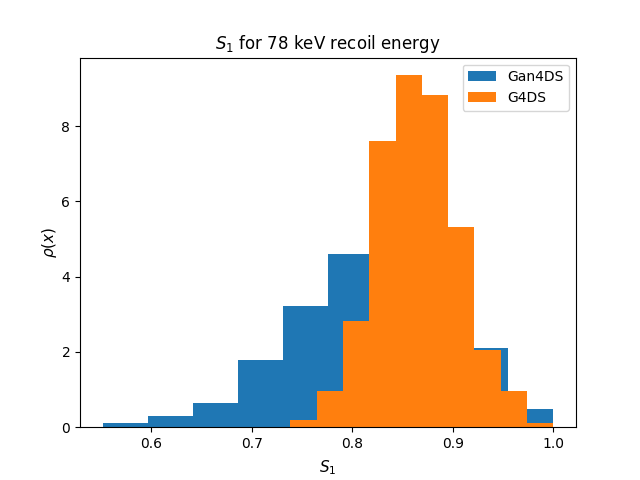 S₁ for 78 keV recoil energy
Gan4DS
G4DS
ρ(x)
8
6
4
2
0
0.6 0.7 0.8 0.9 1.0
S₁